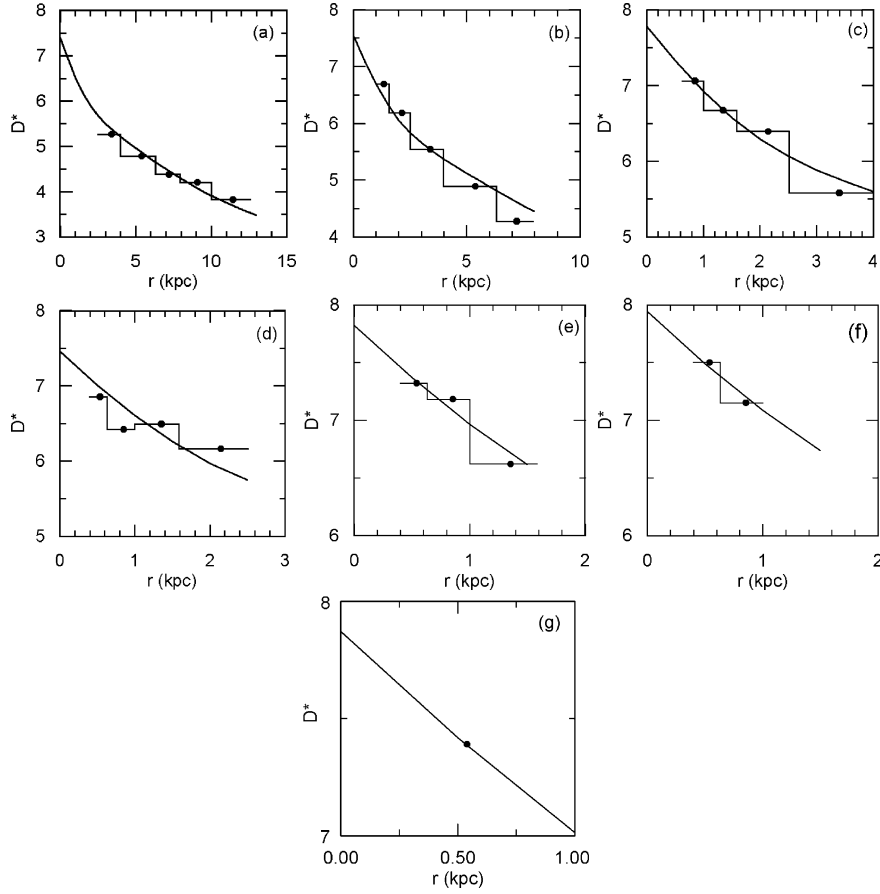 8
7
6
5
4
3
D*
(a)
0 5 10 15
r (kpc)
8
7
6
5
4
D*
(b)
0 5 10
r (kpc)
8
7
6
5
D*
(c)
0 1 2 3 4
r (kpc)
8
7
6
5
D*
(d)
0 1 2 3
r (kpc)
8
7
6
D*
(e)
0 1 2
r (kpc)
8
7
6
D*
(f)
0 1 2
r (kpc)
8
7
D*
(g)
0.00 0.50 1.00
r (kpc)